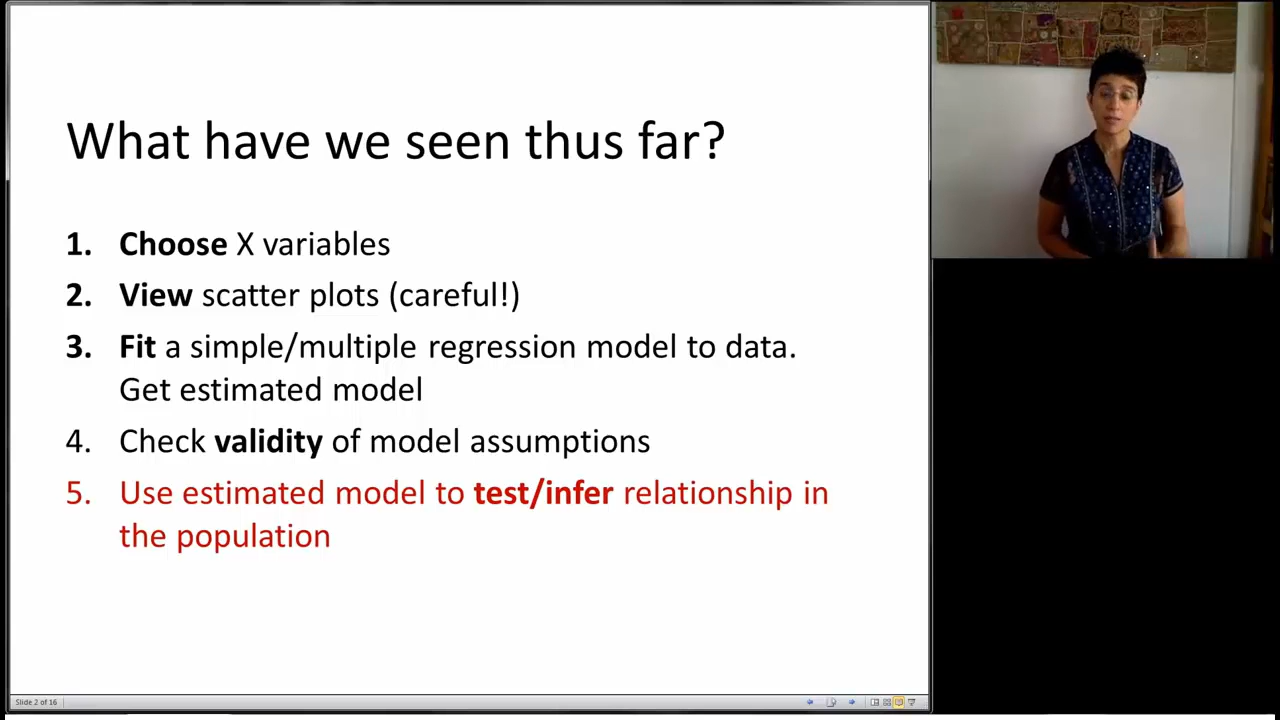 What have we seen thus far?
1. Choose X variables
2. View scatter plots (careful!)
3. Fit a simple/multiple regression model to data.
Get estimated model
4. Check validity of model assumptions
5. Use estimated model to test/infer relationship in
the population
Slide 2 of 16